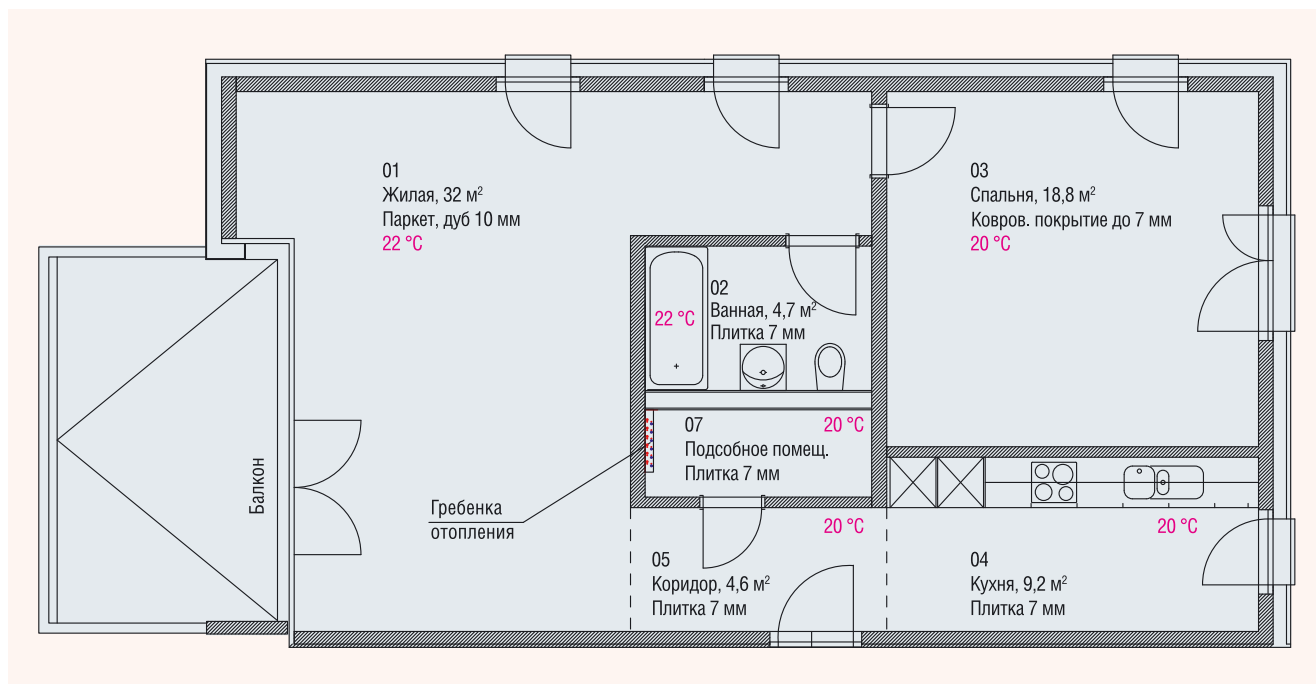 01
Жилая, 32 м²
Паркет, дуб 10 мм
22 °C
03
Спальня, 18,8 м²
Ковров. покрытие до 7 мм
20 °C
02
Ванная, 4,7 м²
Плитка 7 мм
22 °C
07
Подсобное помещ.
Плитка 7 мм
20 °C
Балкон
Гребенка
отопления
05
Коридор, 4,6 м²
Плитка 7 мм
20 °C
04
Кухня, 9,2 м²
Плитка 7 мм
20 °C